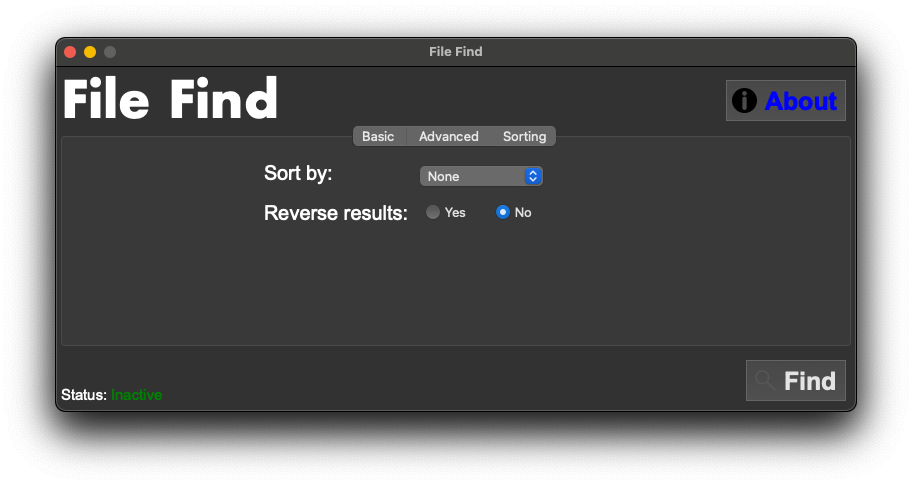 File Find
File Find
About
Basic Advanced Sorting
Sort by: None
Reverse results: Yes No
Status: Inactive
Find